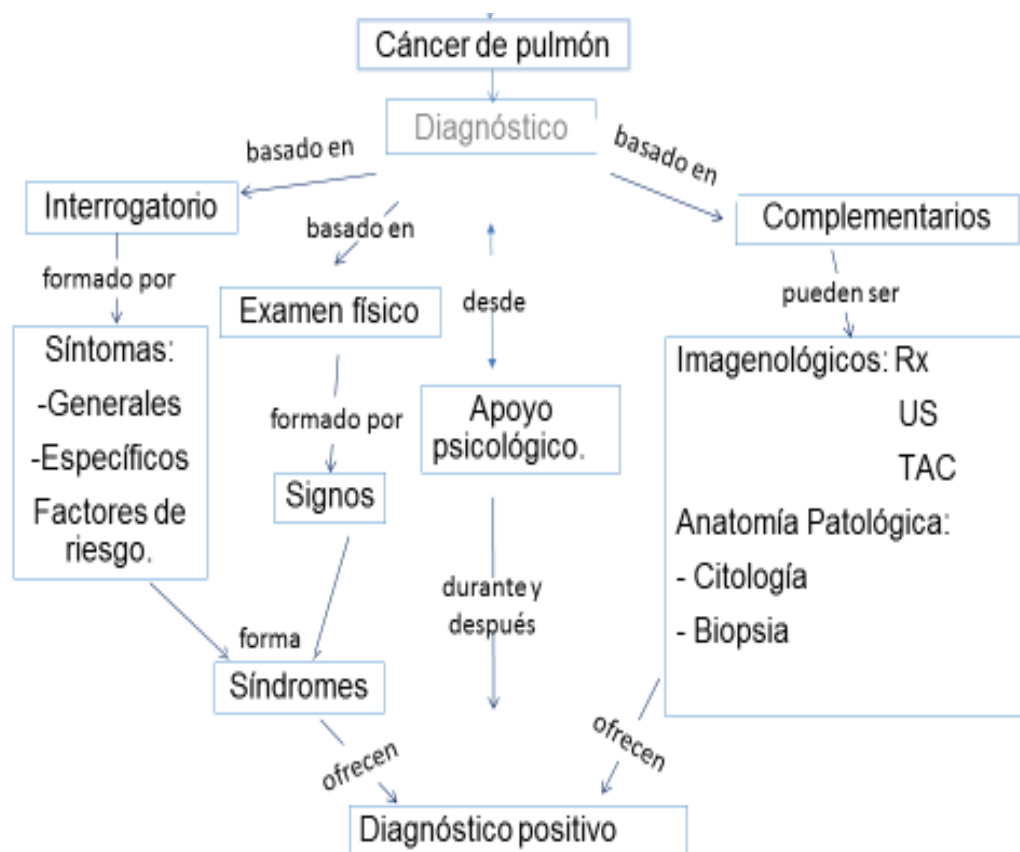 Cáncer de pulmón
Diagnóstico
basado en
basado en
Interrogatorio
basado en
Complementarios
formado por
Examen físico
desde
pueden ser
Síntomas:
-Generales
-Específicos
Factores de
riesgo.
formado por
Signos
Apoyo
psicológico.
Imagenológicos: Rx
US
TAC
Anatomía Patológica:
- Citología
- Biopsia
durante y
después
forma
Síndromes
ofrecen
ofrecen
Diagnóstico positivo